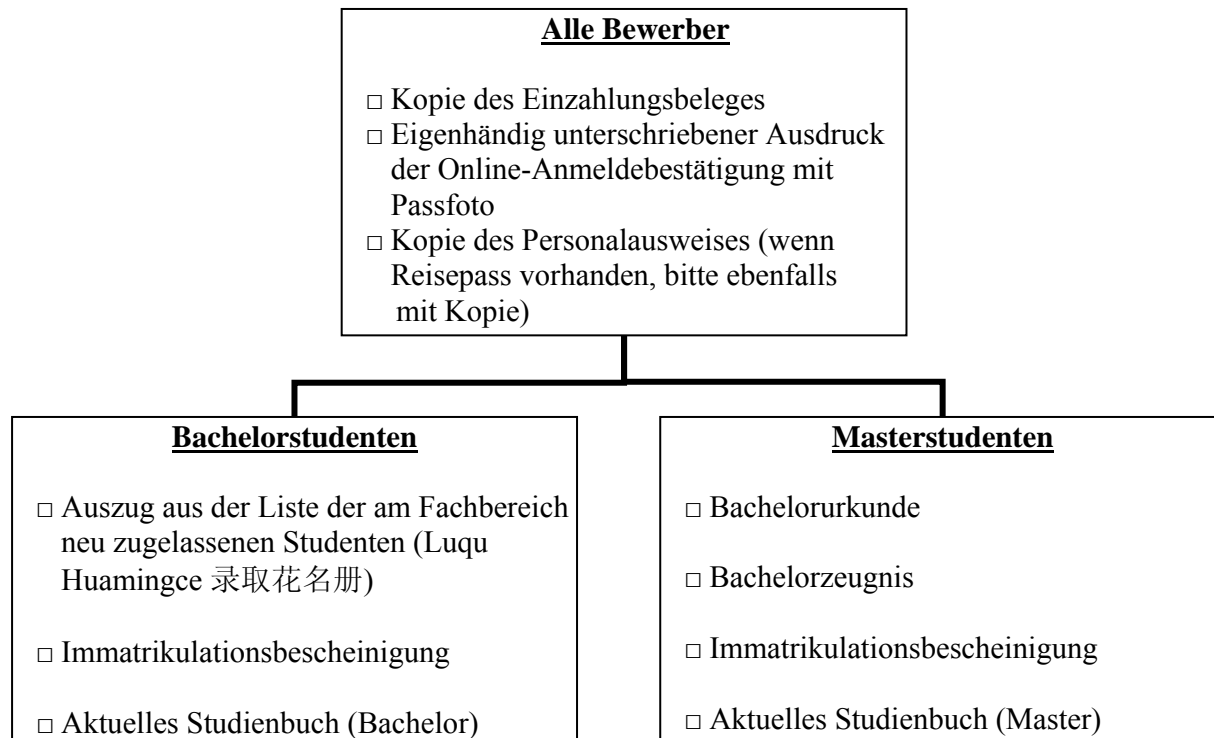 Alle Bewerber
□ Kopie des Einzahlungsbeleges
□ Eigenhändig unterschriebener Ausdruck
der Online-Anmeldebestätigung mit
Passfoto
□ Kopie des Personalausweises (wenn
Reisepass vorhanden, bitte ebenfalls
mit Kopie)
Bachelorstudenten
□ Auszug aus der Liste der am Fachbereich
neu zugelassenen Studenten (Luqu
Huamingce 录取花名册)
□ Immatrikulationsbescheinigung
□ Aktuelles Studienbuch (Bachelor)
Masterstudenten
□ Bachelorurkunde
□ Bachelorzeugnis
□ Immatrikulationsbescheinigung
□ Aktuelles Studienbuch (Master)